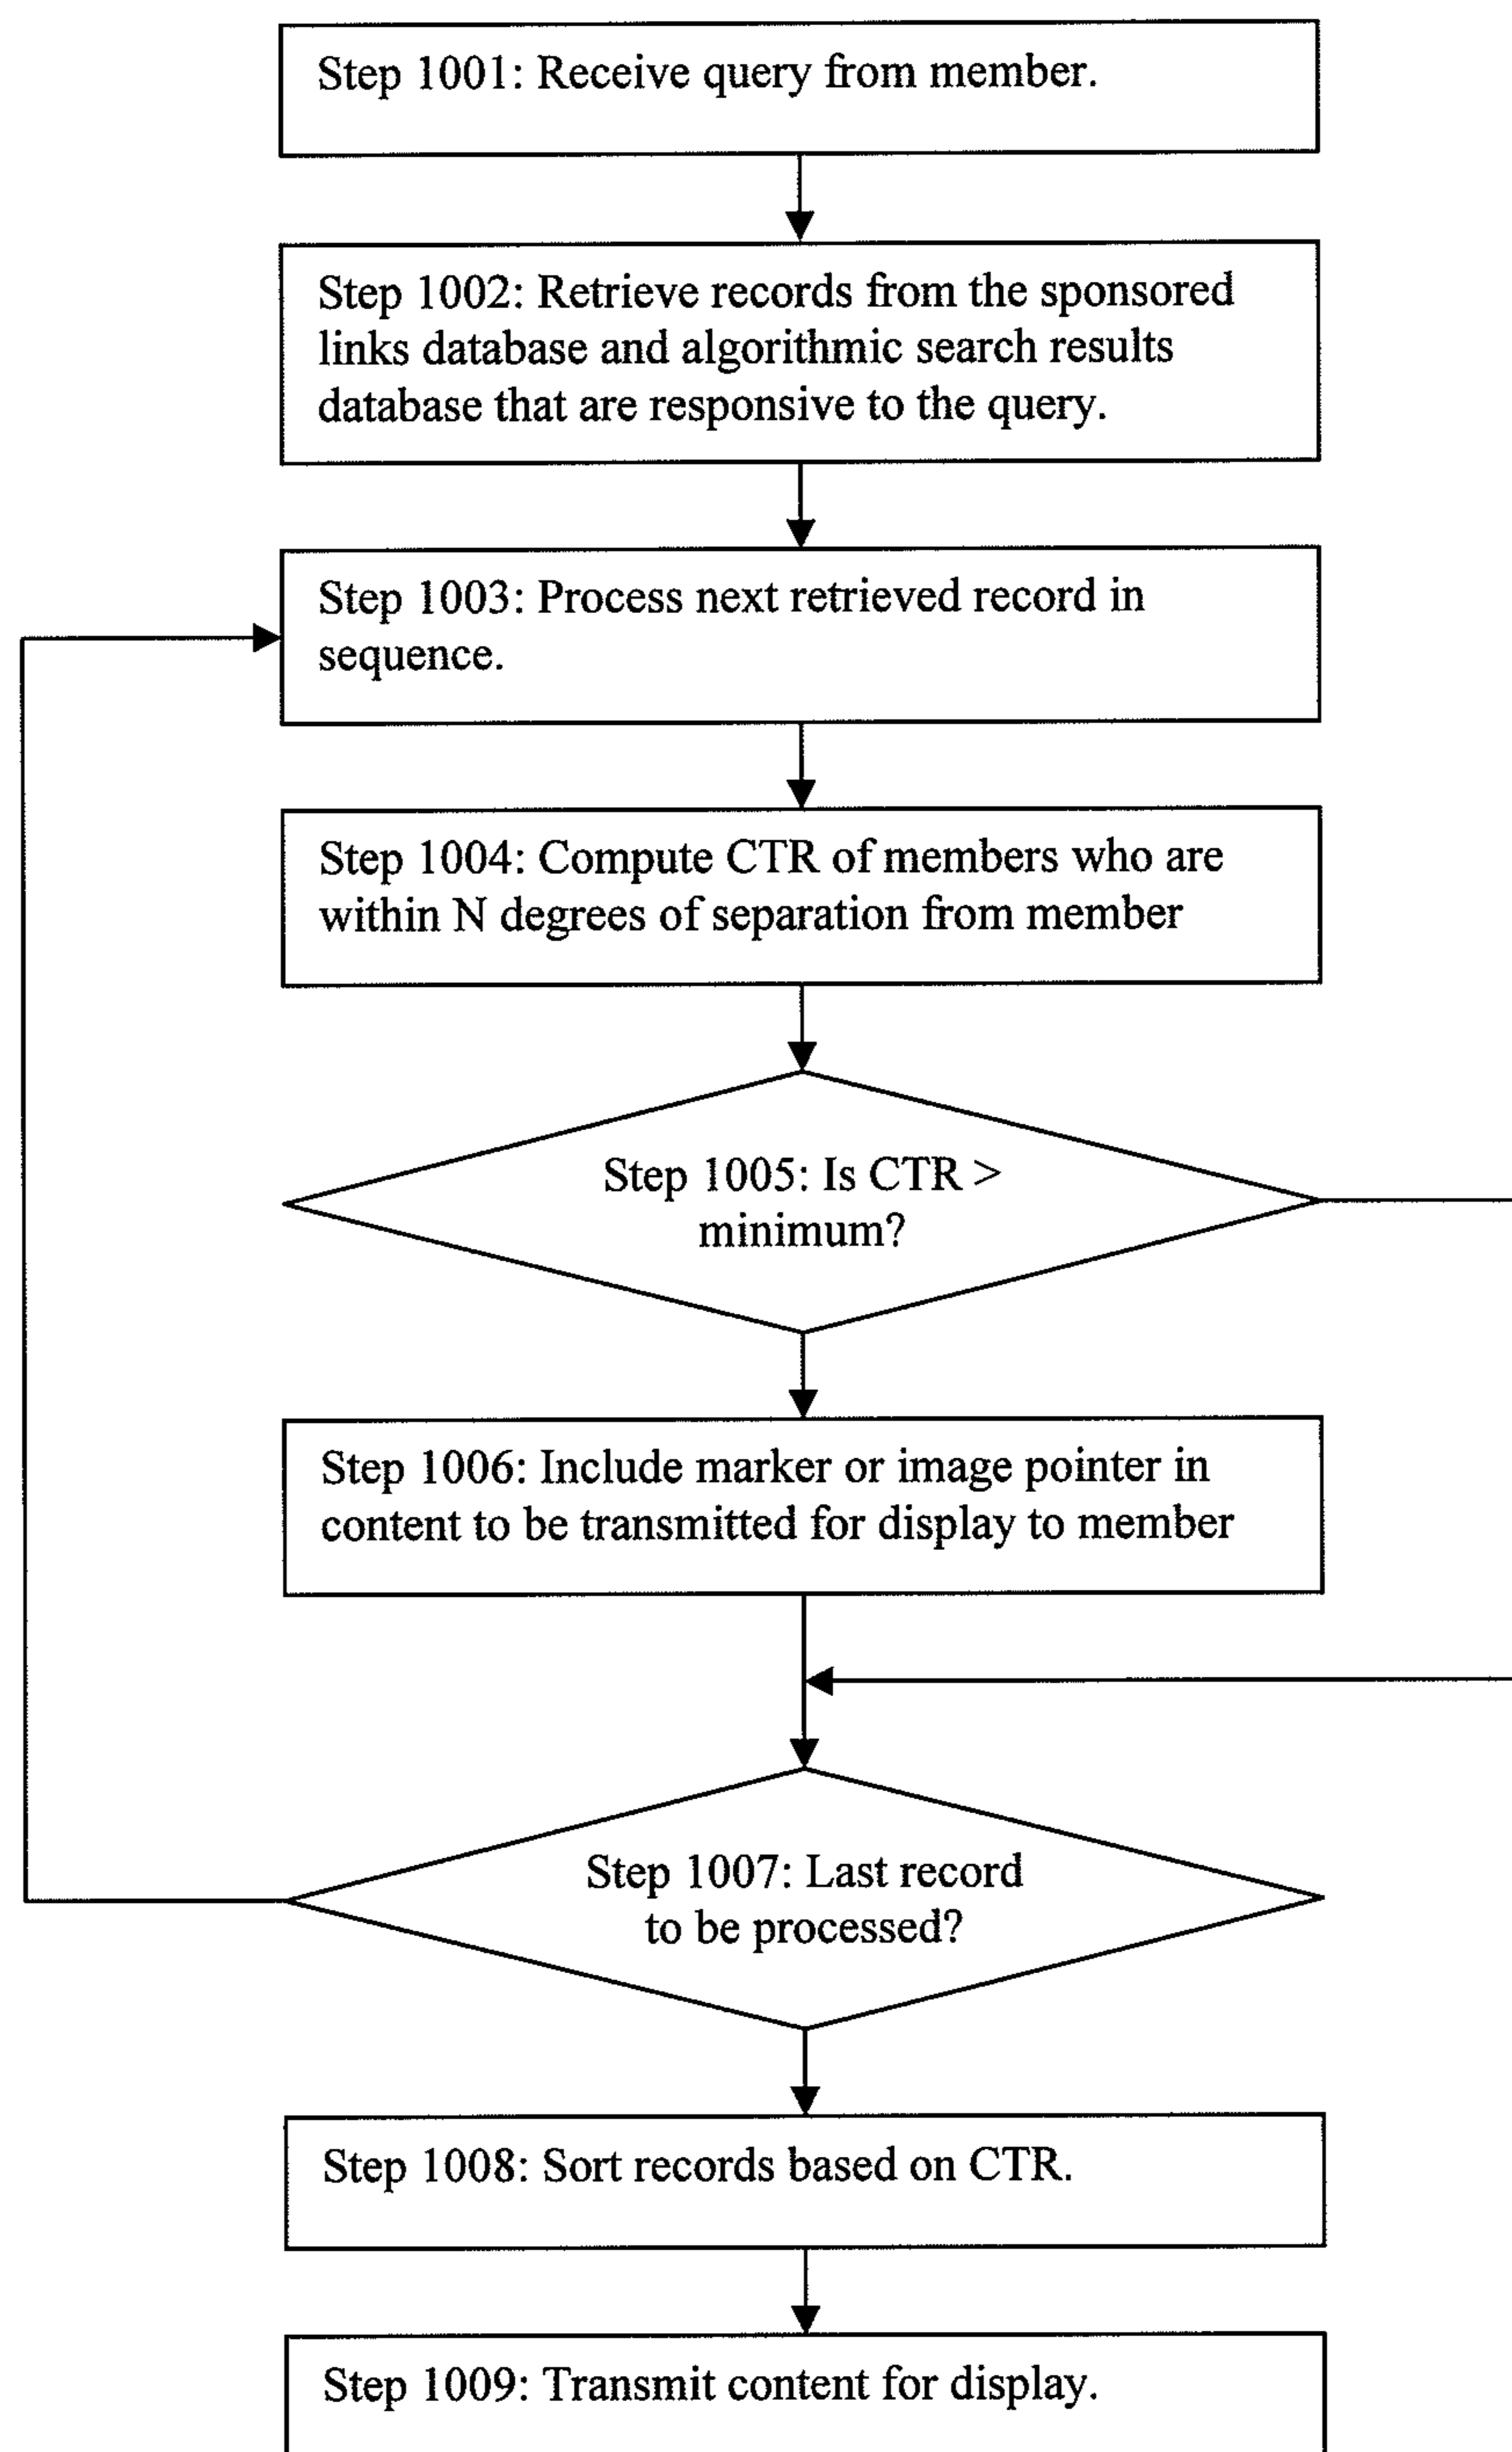 Step 1001: Receive query from member.
Step 1002: Retrieve records from the sponsored
links database and algorithmic search results
database that are responsive to the query.
Step 1003: Process next retrieved record in
sequence.
Step 1004: Compute CTR of members who are
within N degrees of separation from member
Step 1005: Is CTR >
minimum?
Step 1006: Include marker or image pointer in
content to be transmitted for display to member
Step 1007: Last record
to be processed?
Step 1008: Sort records based on CTR.
Step 1009: Transmit content for display.